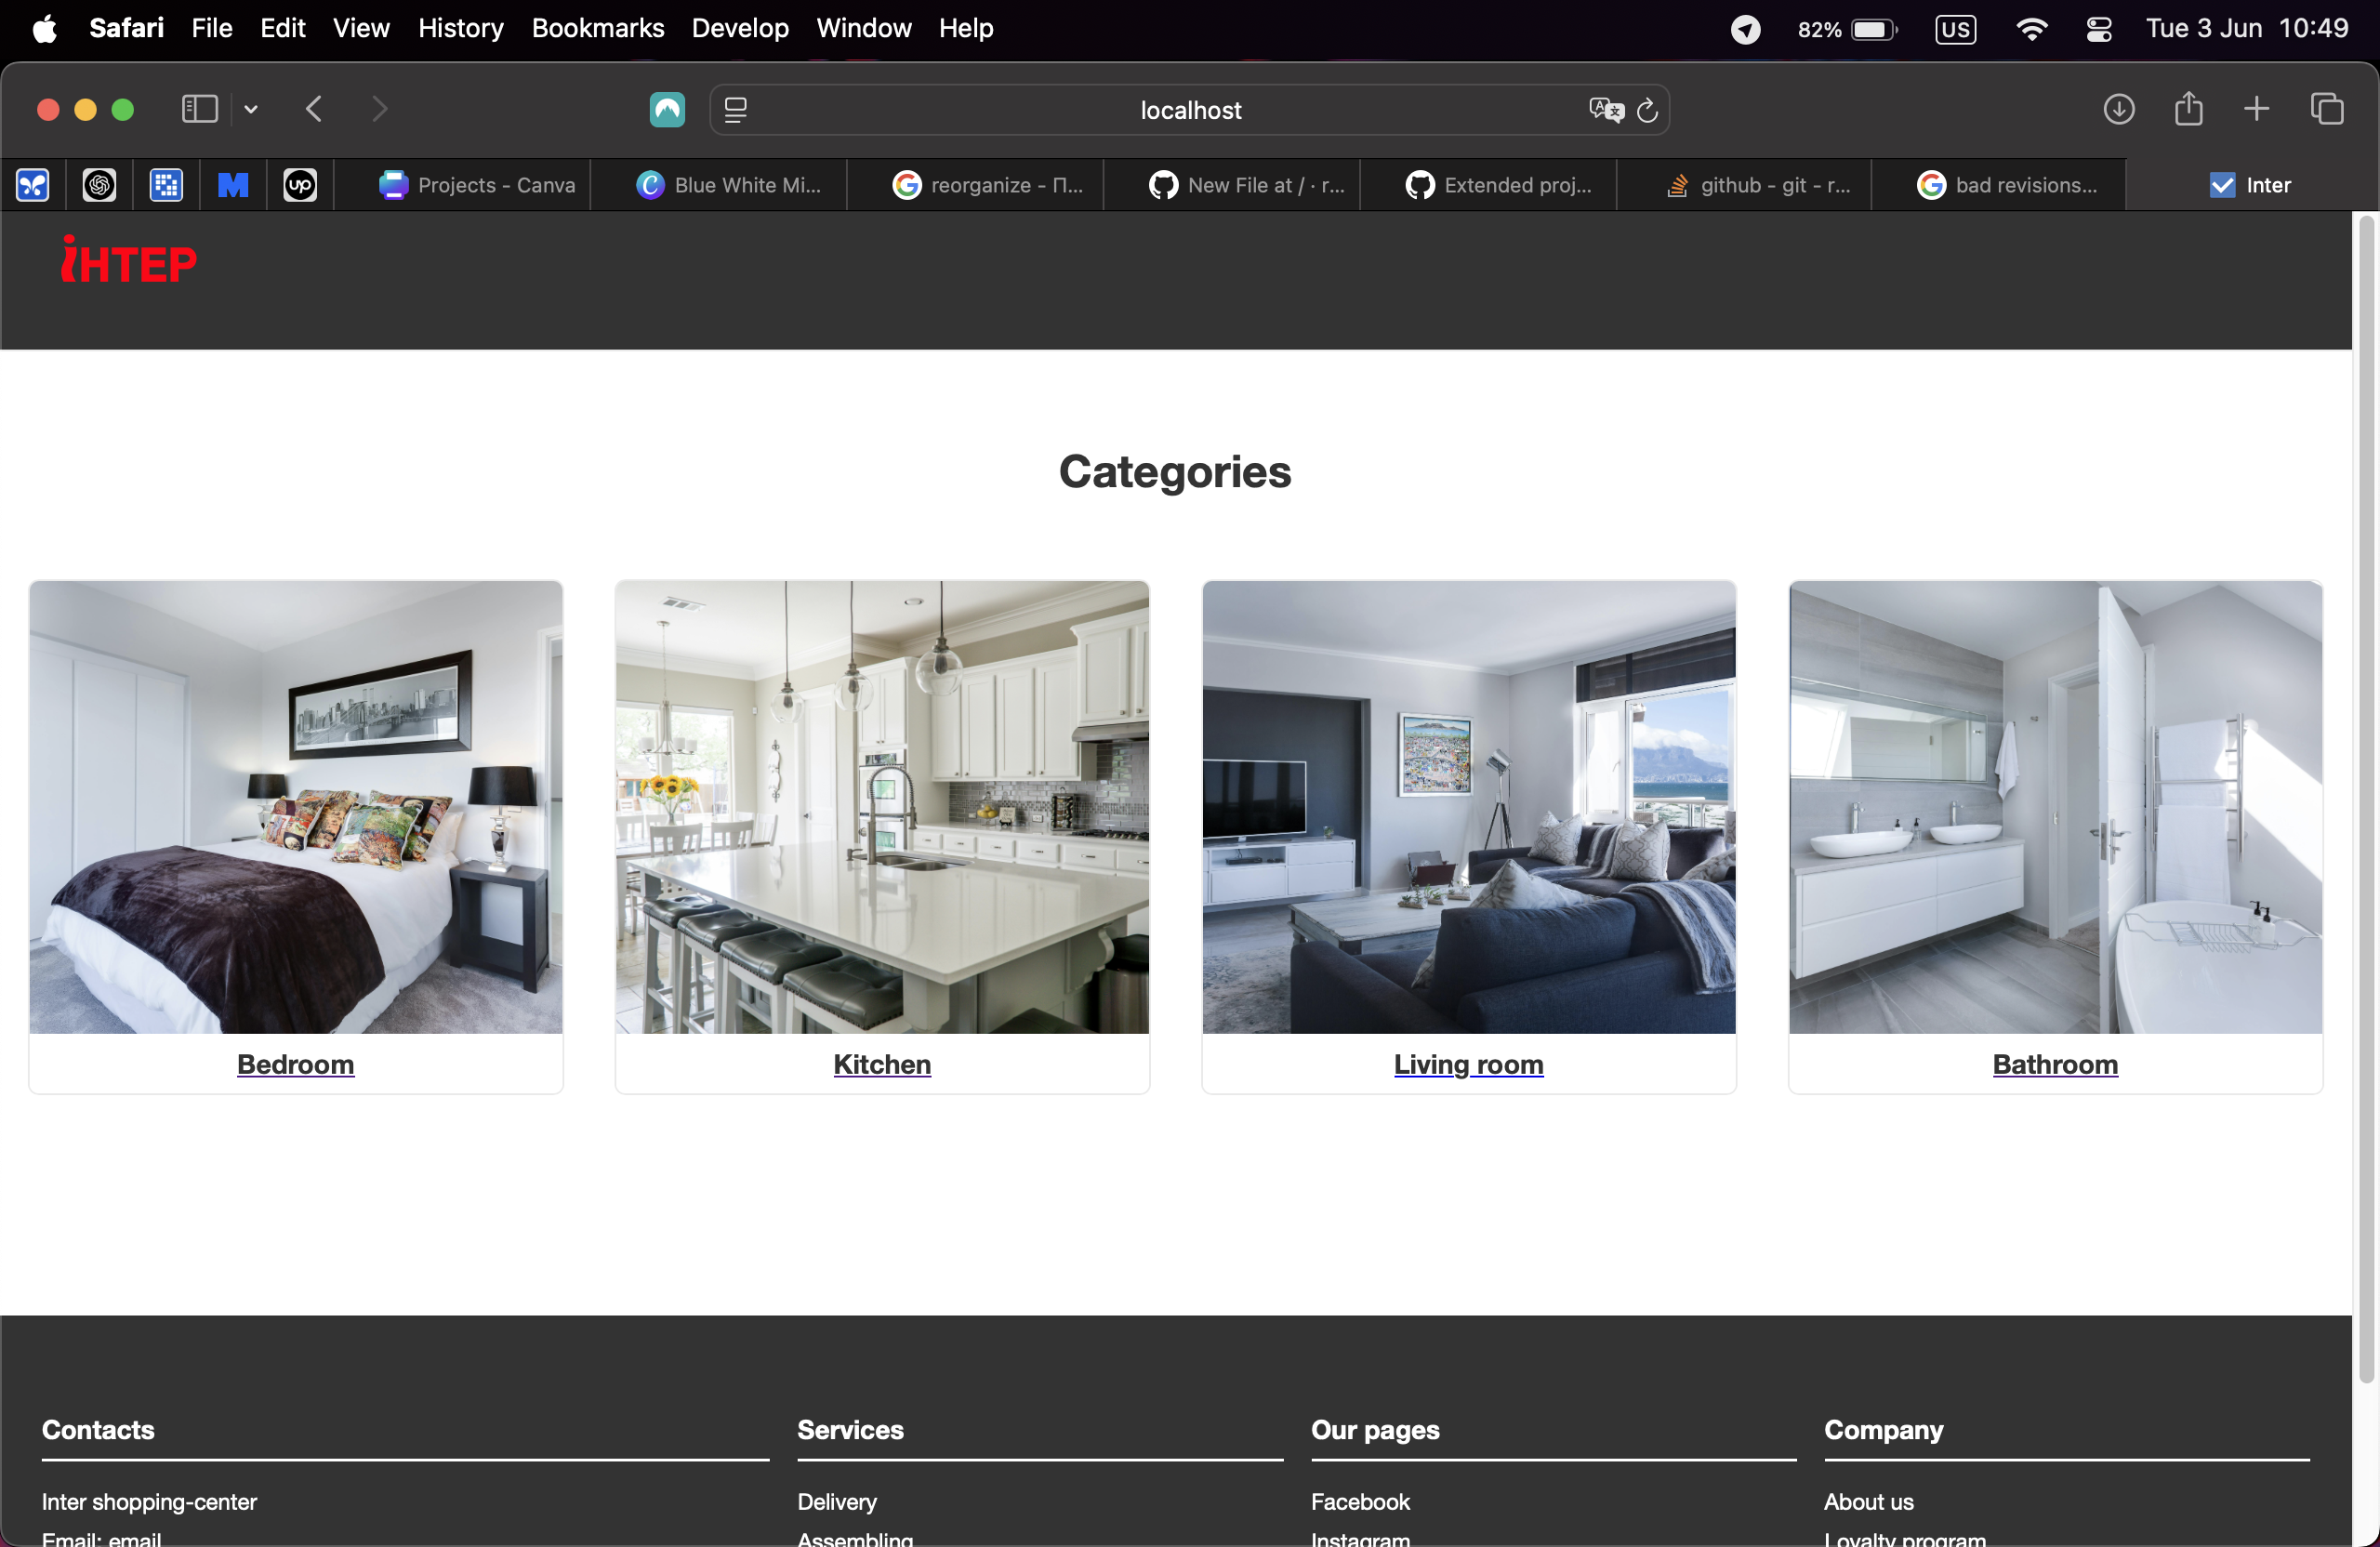 Safari File Edit View History Bookmarks Develop Window Help 82% US Tue 3 Jun 10:49
localhost
up Projects - Canva Blue White Mi... reorganize - П... New File at / · r... Extended proj... github - git - r... bad revisions... Inter
iНТЕР
Categories
Bedroom Kitchen Living room Bathroom
Contacts Services Our pages Company
Inter shopping-center Delivery Facebook About us
Email: email Assembling Instagram Loyalty program